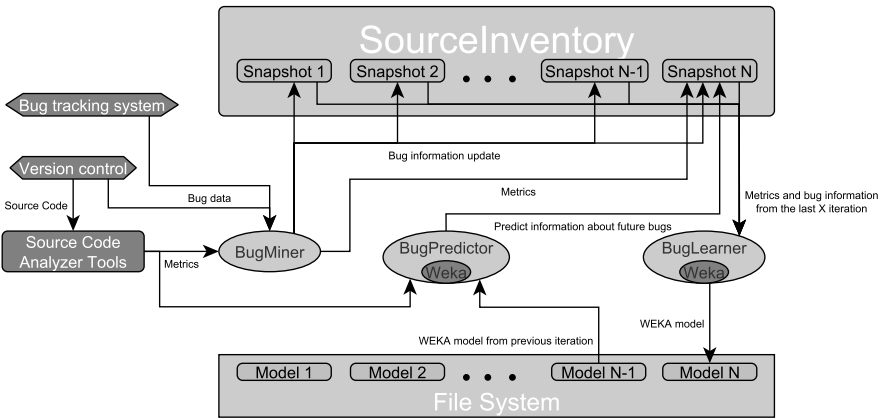 SourceInventory
Snapshot 1
Snapshot 2
Snapshot N-1
Snapshot N
Bug tracking system
Version control
Bug information update
Source Code
Bug data
Metrics
Metrics and bug information
from the last X iteration
Predict information about future bugs
Source Code
Analyzer Tools
Metrics
BugMiner
BugPredictor
Weka
BugLearner
Weka
WEKA model from previous iteration
WEKA model
Model 1
Model 2
Model N-1
Model N
File System